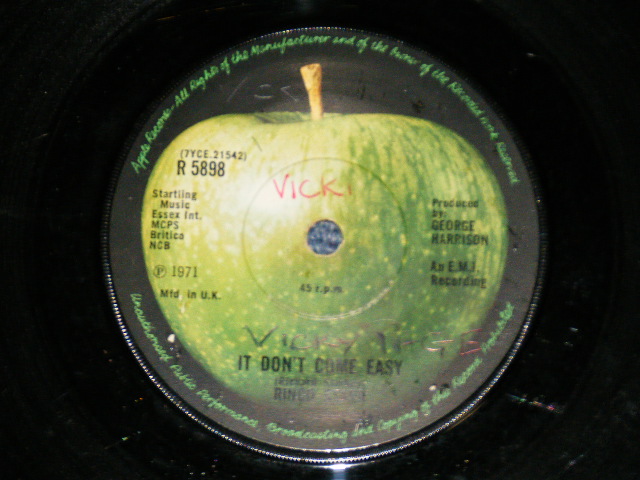 Apple Records. All Rights of the Manufacturer and of the Owner of the Recorded Work Reserved
(7YCE.21542)
R 5898
VICKI
Startling
Music
Essex Int.
MCPS
Britico
NCB
Produced
by:
GEORGE
HARRISON
℗ 1971
An E.M.I.
Recording
45 r.p.m
Mfd in U.K.
VICKY
IT DON'T COME EASY
RINGO
Unauthorised Public Performance, Broadcasting and Copying of this Record Prohibited